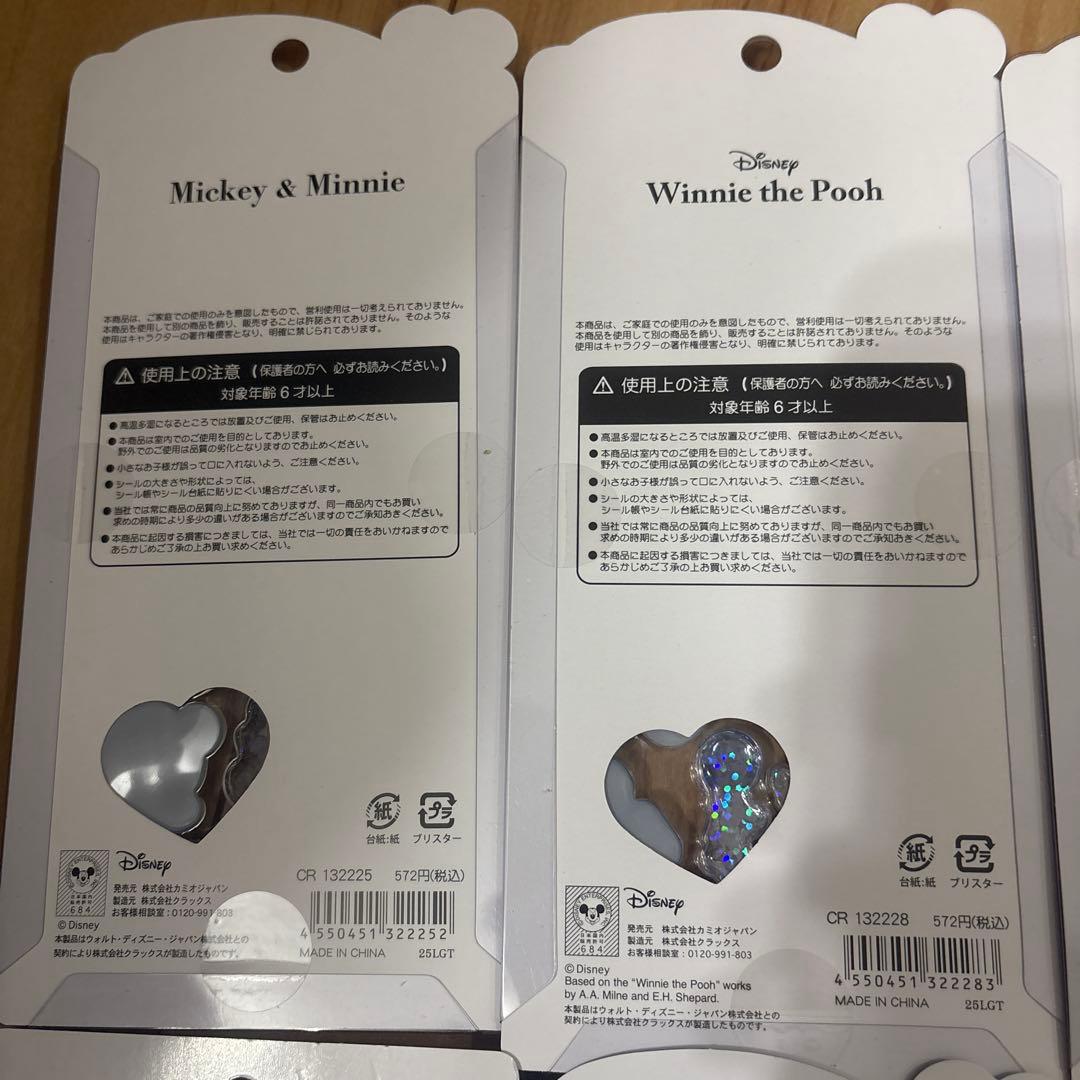 Mickey & Minnie
本商品は、ご家庭での使用のみを意図したもので、営利使用は一切考えられてありません。
本商品を使用して別の商品を飾り、販売することは許諾されてありません。そのような
使用はキャラクターの著作権侵害となり、明確に禁じられております。
⚠ 使用上の注意 (保護者の方へ 必ずお読みください。)
対象年齢6才以上
●高温多湿になるところでは放置及びご使用、保管はお止めください。
●本商品は室内でのご使用を目的としております。
野外でのご使用は品質の劣化となりますのでお止めください。
●小さなお子様が誤って口に入れないよう、ご注意ください。
●シールの大きさや形状によっては、
シール帳やシール台紙に貼りにくい場合がございます。
●当社では常に商品の品質向上に努めておりますが、同一商品内でもお買い
求めの時期により多少の違いがある場合がございますのでご承知おきください。
●本商品に起因する損害につきましては、当社では一切の責任をおいかねますので
あらかじめご了承の上お買い求めください。
紙
プラ
台紙:紙
ブリスター
日本国内
販売許可
684
Disney
CR 132225 572円(税込)
発売元 株式会社カミオジャパン
製造元 株式会社クラックス
お客様相談室:0120-991-803
©Disney
4 550451 322252
本製品はウォルト・ディズニー・ジャパン株式会社との
契約により株式会社クラックスが製造したものです。
MADE IN CHINA 25LGT
Disney
Winnie the Pooh
本商品は、ご家庭での使用のみを意図したもので、営利使用は一切考えられてありません。
本商品を使用して別の商品を飾り、販売することは許諾されてありません。そのような
使用はキャラクターの著作権侵害となり、明確に禁じられております。
⚠ 使用上の注意 (保護者の方へ 必ずお読みください。)
対象年齢6才以上
●高温多湿になるところでは放置及びご使用、保管はお止めください。
●本商品は室内でのご使用を目的としております。
野外でのご使用は品質の劣化となりますのでお止めください。
●小さなお子様が誤って口に入れないよう、ご注意ください。
●シールの大きさや形状によっては、
シール帳やシール台紙に貼りにくい場合がございます。
●当社では常に商品の品質向上に努めておりますが、同一商品内でもお買い
求めの時期により多少の違いがある場合がございますのでご承知おきください。
●本商品に起因する損害につきましては、当社では一切の責任をおいかねますので
あらかじめご了承の上お買い求めください。
紙
プラ
台紙:紙
ブリスター
日本国内
販売許可
684
Disney
CR 132228 572円(税込)
発売元 株式会社カミオジャパン
製造元 株式会社クラックス
お客様相談室:0120-991-803
©Disney
Based on the "Winnie the Pooh" works
by A.A. Milne and E.H. Shepard.
4 550451 322283
MADE IN CHINA 25LGT
本製品はウォルト・ディズニー・ジャパン株式会社との
契約により株式会社クラックスが製造したものです。